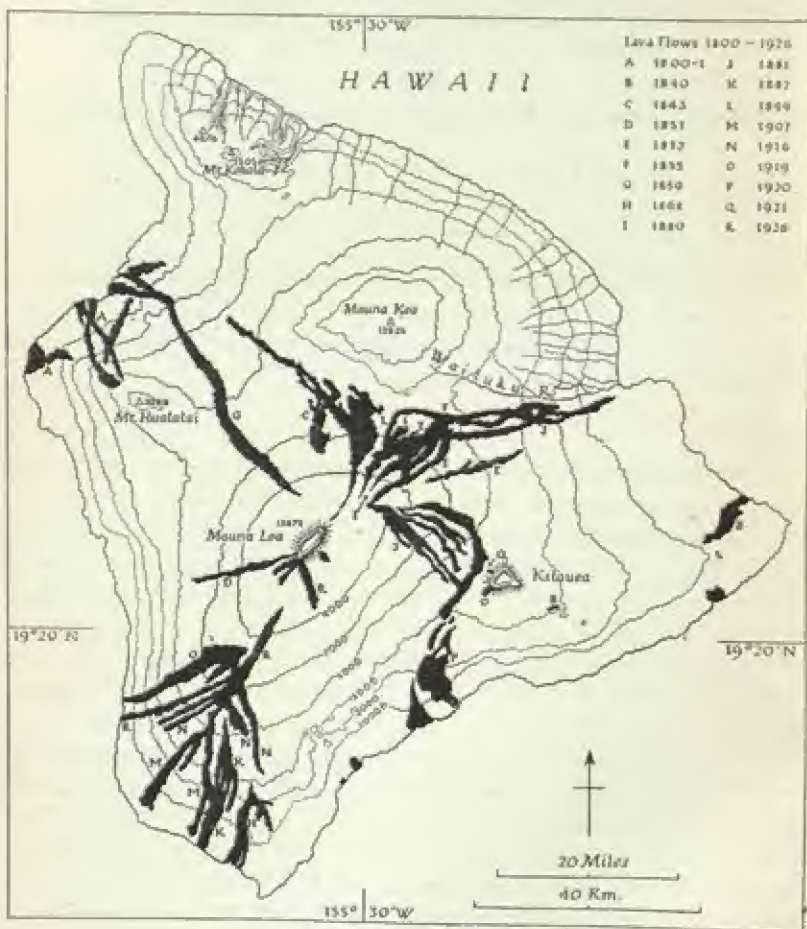 155° 30' W
HAWAII
Lava Flows 1800 – 1926
A 1800-1 J 1881
B 1840 K 1887
C 1843 L 1899
D 1851 M 1907
E 1852 N 1916
F 1855 O 1919
G 1859 P 1920
H 1868 Q 1921
I 1880 R 1926
Mt. Kohala
Mauna Kea
Wailuku R.
A
A
Mt. Hualalai
G
C
J
E
Mauna Loa
D
R
Kilauea
Q
B
19° 20' N
19° 20' N
O
R
N
N
N
M
M
K
K
20 Miles
40 Km.
155° 30' W